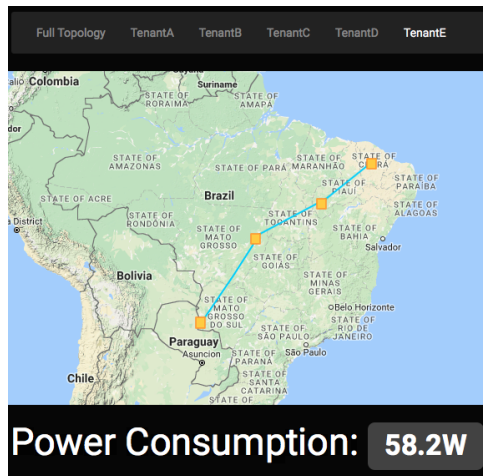 Full Topology TenantA TenantB TenantC TenantD TenantE
Colombia
Suriname
STATE OF
RORAIMA
STATE OF
AMAPÁ
dor
STATE OF
AMAZONAS
STATE OF PARÁ
STATE OF
MARANHÃO
STATE OF
CEARÁ
STATE OF
PIAUÍ
STATE OF
PARAÍBA
STATE OF ACRE
Brazil
STATE OF
ALAGOAS
STATE OF
RONDÔNIA
STATE OF
TOCANTINS
a District
STATE OF
MATO
GROSSO
STATE OF
BAHIA
Salvador
STATE OF
GOIÁS
Bolivia
STATE OF
MINAS
GERAIS
STATE OF
MATO
GROSSO
DO SUL
Belo Horizonte
STATE OF
SÃO PAULO
STATE OF
RIO DE
JANEIRO
Paraguay
Asuncion
São Paulo
STATE OF
PARANÁ
Chile
STATE OF
SANTA
CATARINA
STATE OF
Power Consumption: 58.2W